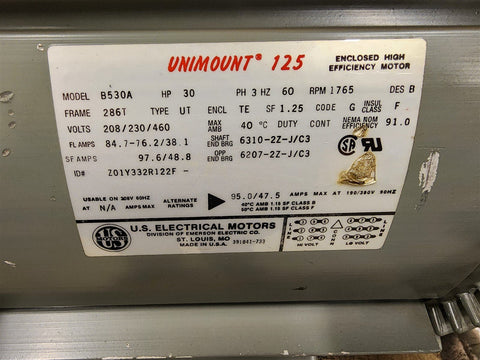 UNIMOUNT® 125
ENCLOSED HIGH
EFFICIENCY MOTOR
MODEL B530A HP 30 PH 3 HZ 60 RPM 1765 DES B
FRAME 286T TYPE UT ENCL TE SF 1.25 CODE G INSUL CLASS F
VOLTS 208/230/460 MAX AMB 40 °C DUTY CONT NEMA NOM EFFICIENCY 91.0
FL AMPS 84.7-76.2/38.1 SHAFT END BRG 6310-2Z-J/C3
SF AMPS 97.6/48.8 OPP END BRG 6207-2Z-J/C3
ID# Z01Y332R122F -
USABLE ON 208V 60HZ
AT N/A AMPS MAX
ALTERNATE RATINGS
95.0/47.5 AMPS MAX AT 190/380V 50HZ
40°C AMB 1.15 SF CLASS B
50°C AMB 1.15 SF CLASS F
SA
U.S. ELECTRICAL MOTORS
DIVISION OF EMERSON ELECTRIC CO.
ST. LOUIS, MO
MADE IN U.S.A.
US
MOTORS
LINE
HI VOLT
LINE
LO VOLT